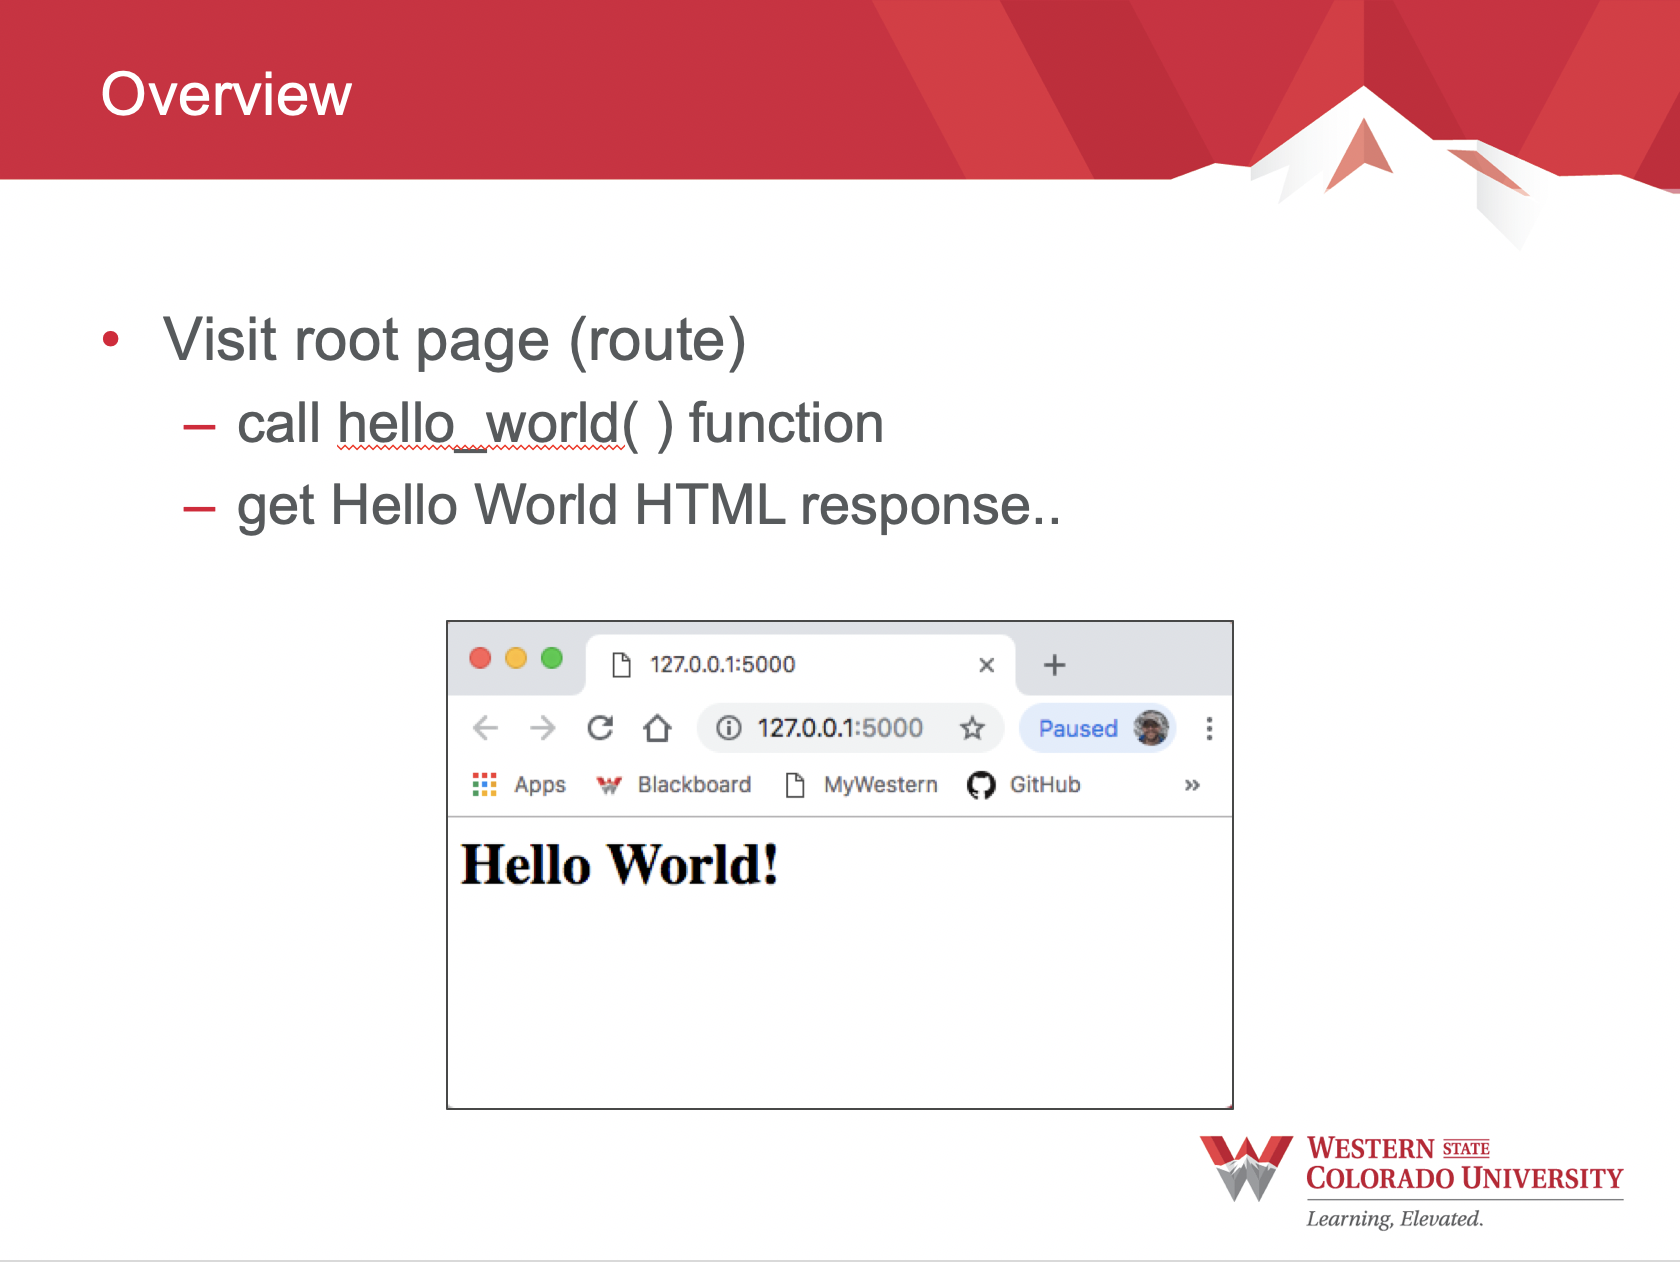 Overview
• Visit root page (route)
– call hello_world( ) function
– get Hello World HTML response..
127.0.0.1:5000
127.0.0.1:5000 Paused
Apps Blackboard MyWestern GitHub »
Hello World!
WESTERN STATE
COLORADO UNIVERSITY
Learning, Elevated.